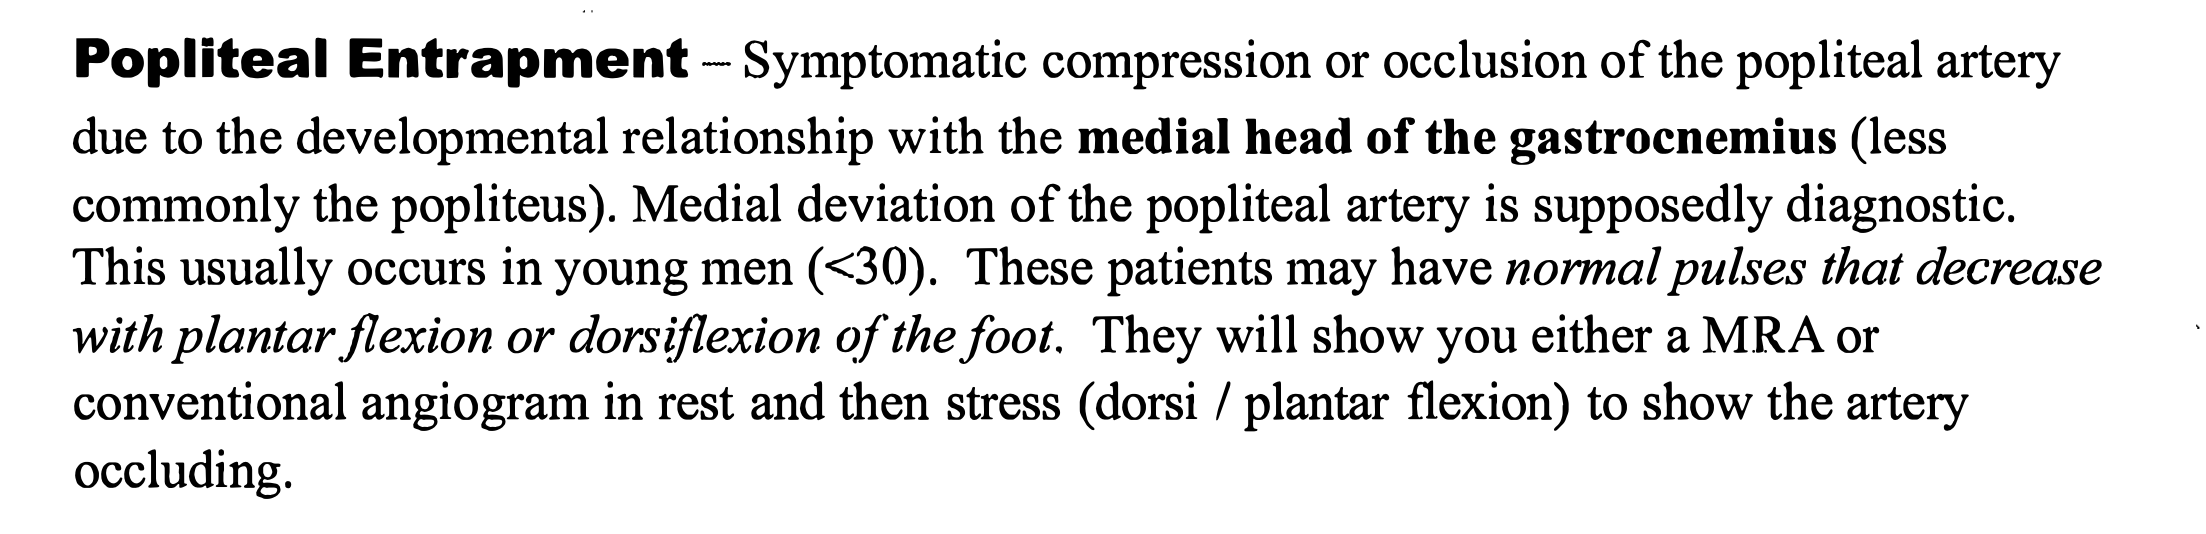 Popliteal Entrapment – Symptomatic compression or occlusion of the popliteal artery
due to the developmental relationship with the medial head of the gastrocnemius (less
commonly the popliteus). Medial deviation of the popliteal artery is supposedly diagnostic.
This usually occurs in young men (<30). These patients may have normal pulses that decrease
with plantar flexion or dorsiflexion of the foot. They will show you either a MRA or
conventional angiogram in rest and then stress (dorsi / plantar flexion) to show the artery
occluding.